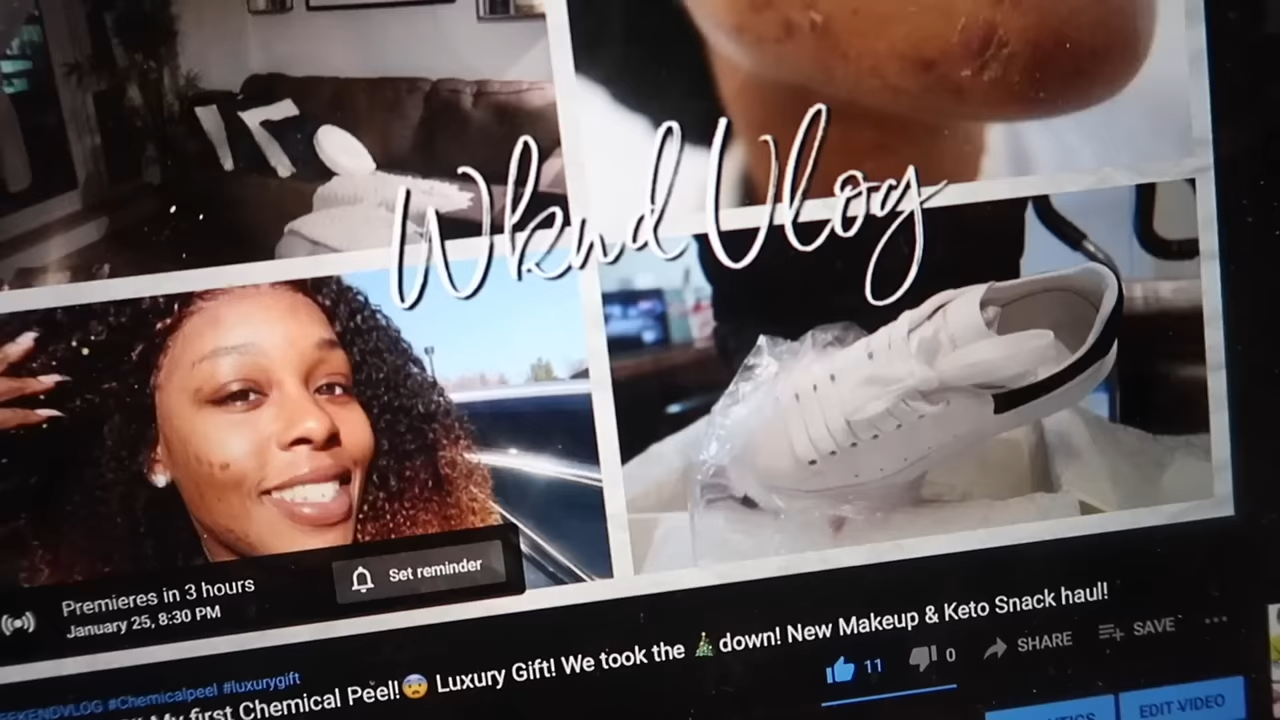 Wknd Vlog
Premieres in 3 hours
January 25, 8:30 PM
Set reminder
#Chemicalpeel #luxurygift
My first Chemical Peel!😨 Luxury Gift! We took the 🎄down! New Makeup & Keto Snack haul!
11
0
SHARE
SAVE
EDIT VIDEO